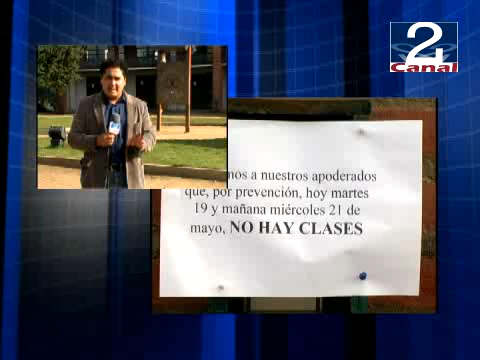 2
Canal
mos a nuestros apoderados
que, por prevención, hoy martes
19 y mañana miércoles 21 de
mayo, NO HAY CLASES